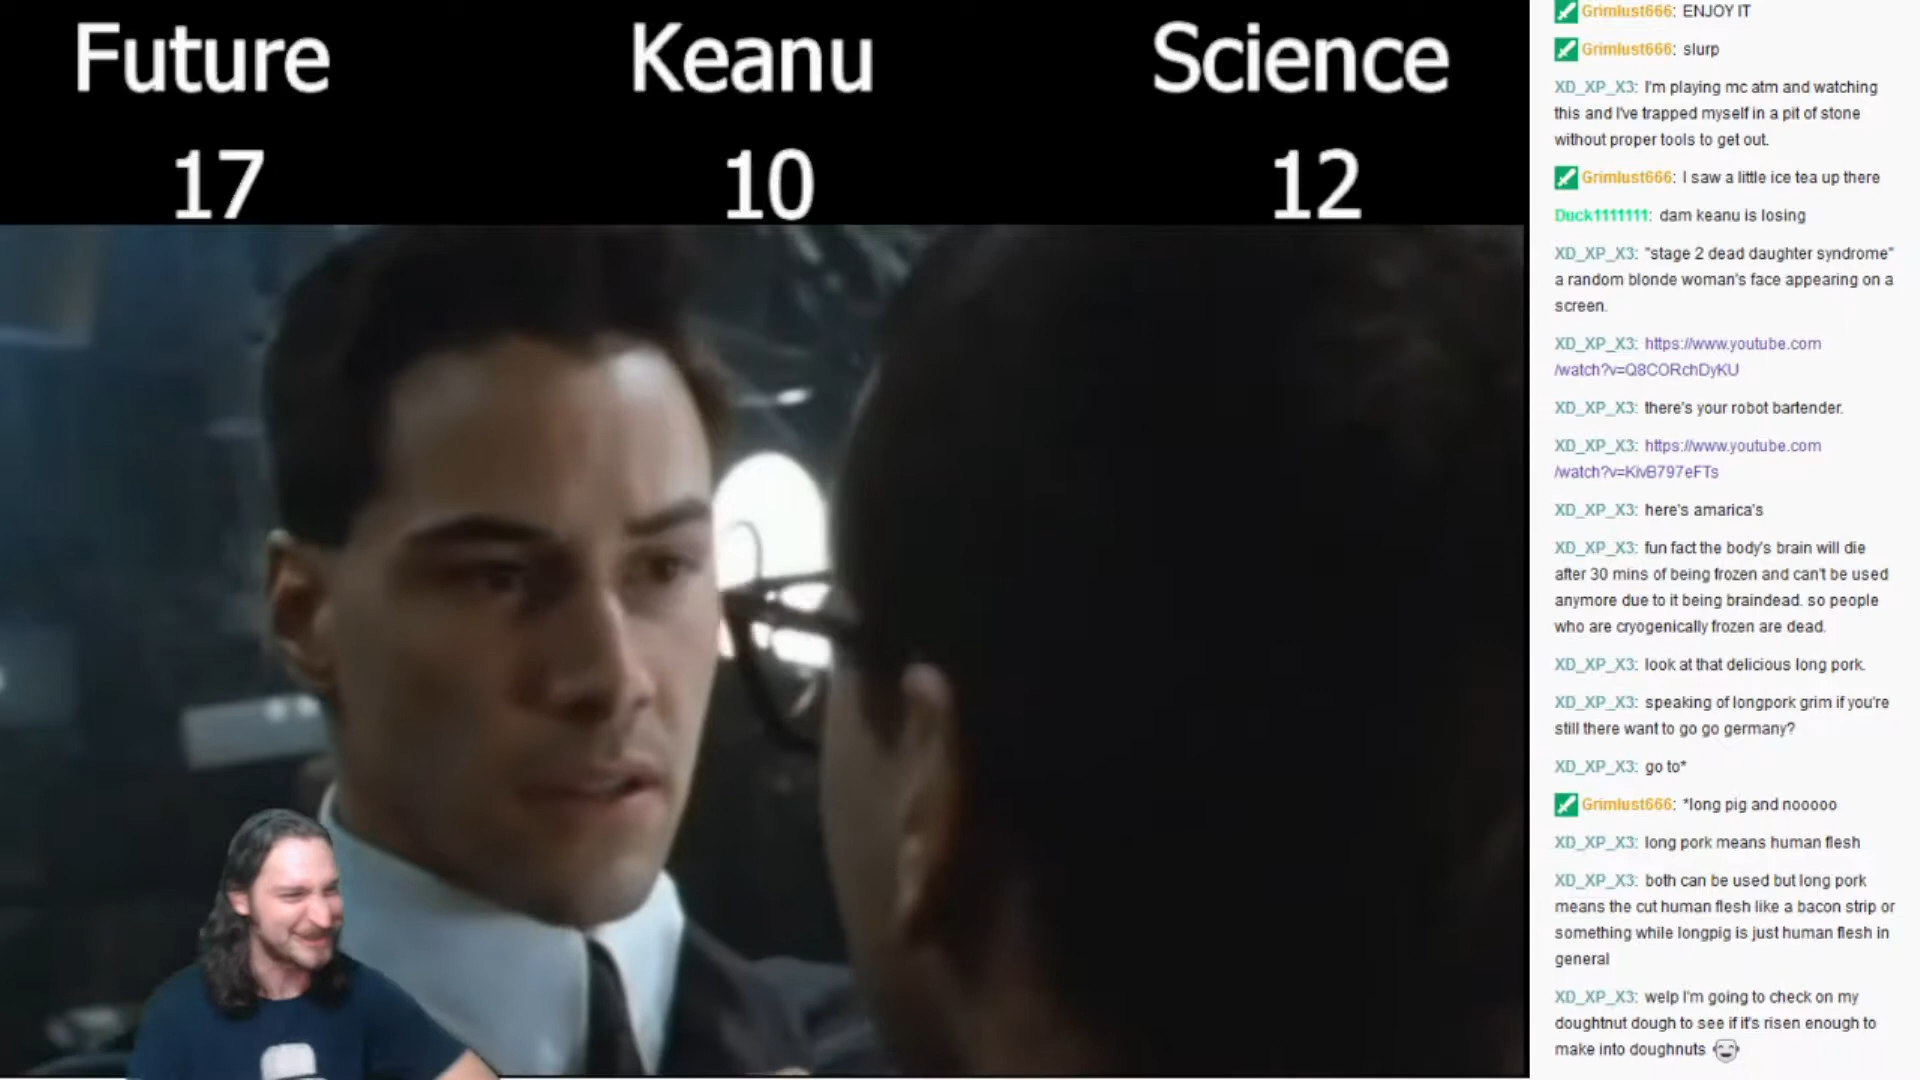 Future Keanu Science
17 10 12
Grimlust666: ENJOY IT
Grimlust666: slurp
XD_XP_X3: I'm playing mc atm and watching
this and I've trapped myself in a pit of stone
without proper tools to get out.
Grimlust666: I saw a little ice tea up there
Duck1111111: dam keanu is losing
XD_XP_X3: "stage 2 dead daughter syndrome"
a random blonde woman's face appearing on a
screen.
XD_XP_X3: https://www.youtube.com
/watch?v=Q8CORchDyKU
XD_XP_X3: there's your robot bartender.
XD_XP_X3: https://www.youtube.com
/watch?v=KivB797eFTs
XD_XP_X3: here's amarica's
XD_XP_X3: fun fact the body's brain will die
after 30 mins of being frozen and can't be used
anymore due to it being braindead. so people
who are cryogenically frozen are dead.
XD_XP_X3: look at that delicious long pork.
XD_XP_X3: speaking of longpork grim if you're
still there want to go go germany?
XD_XP_X3: go to*
Grimlust666: *long pig and nooooo
XD_XP_X3: long pork means human flesh
XD_XP_X3: both can be used but long pork
means the cut human flesh like a bacon strip or
something while longpig is just human flesh in
general
XD_XP_X3: welp I'm going to check on my
doughtnut dough to see if it's risen enough to
make into doughnuts